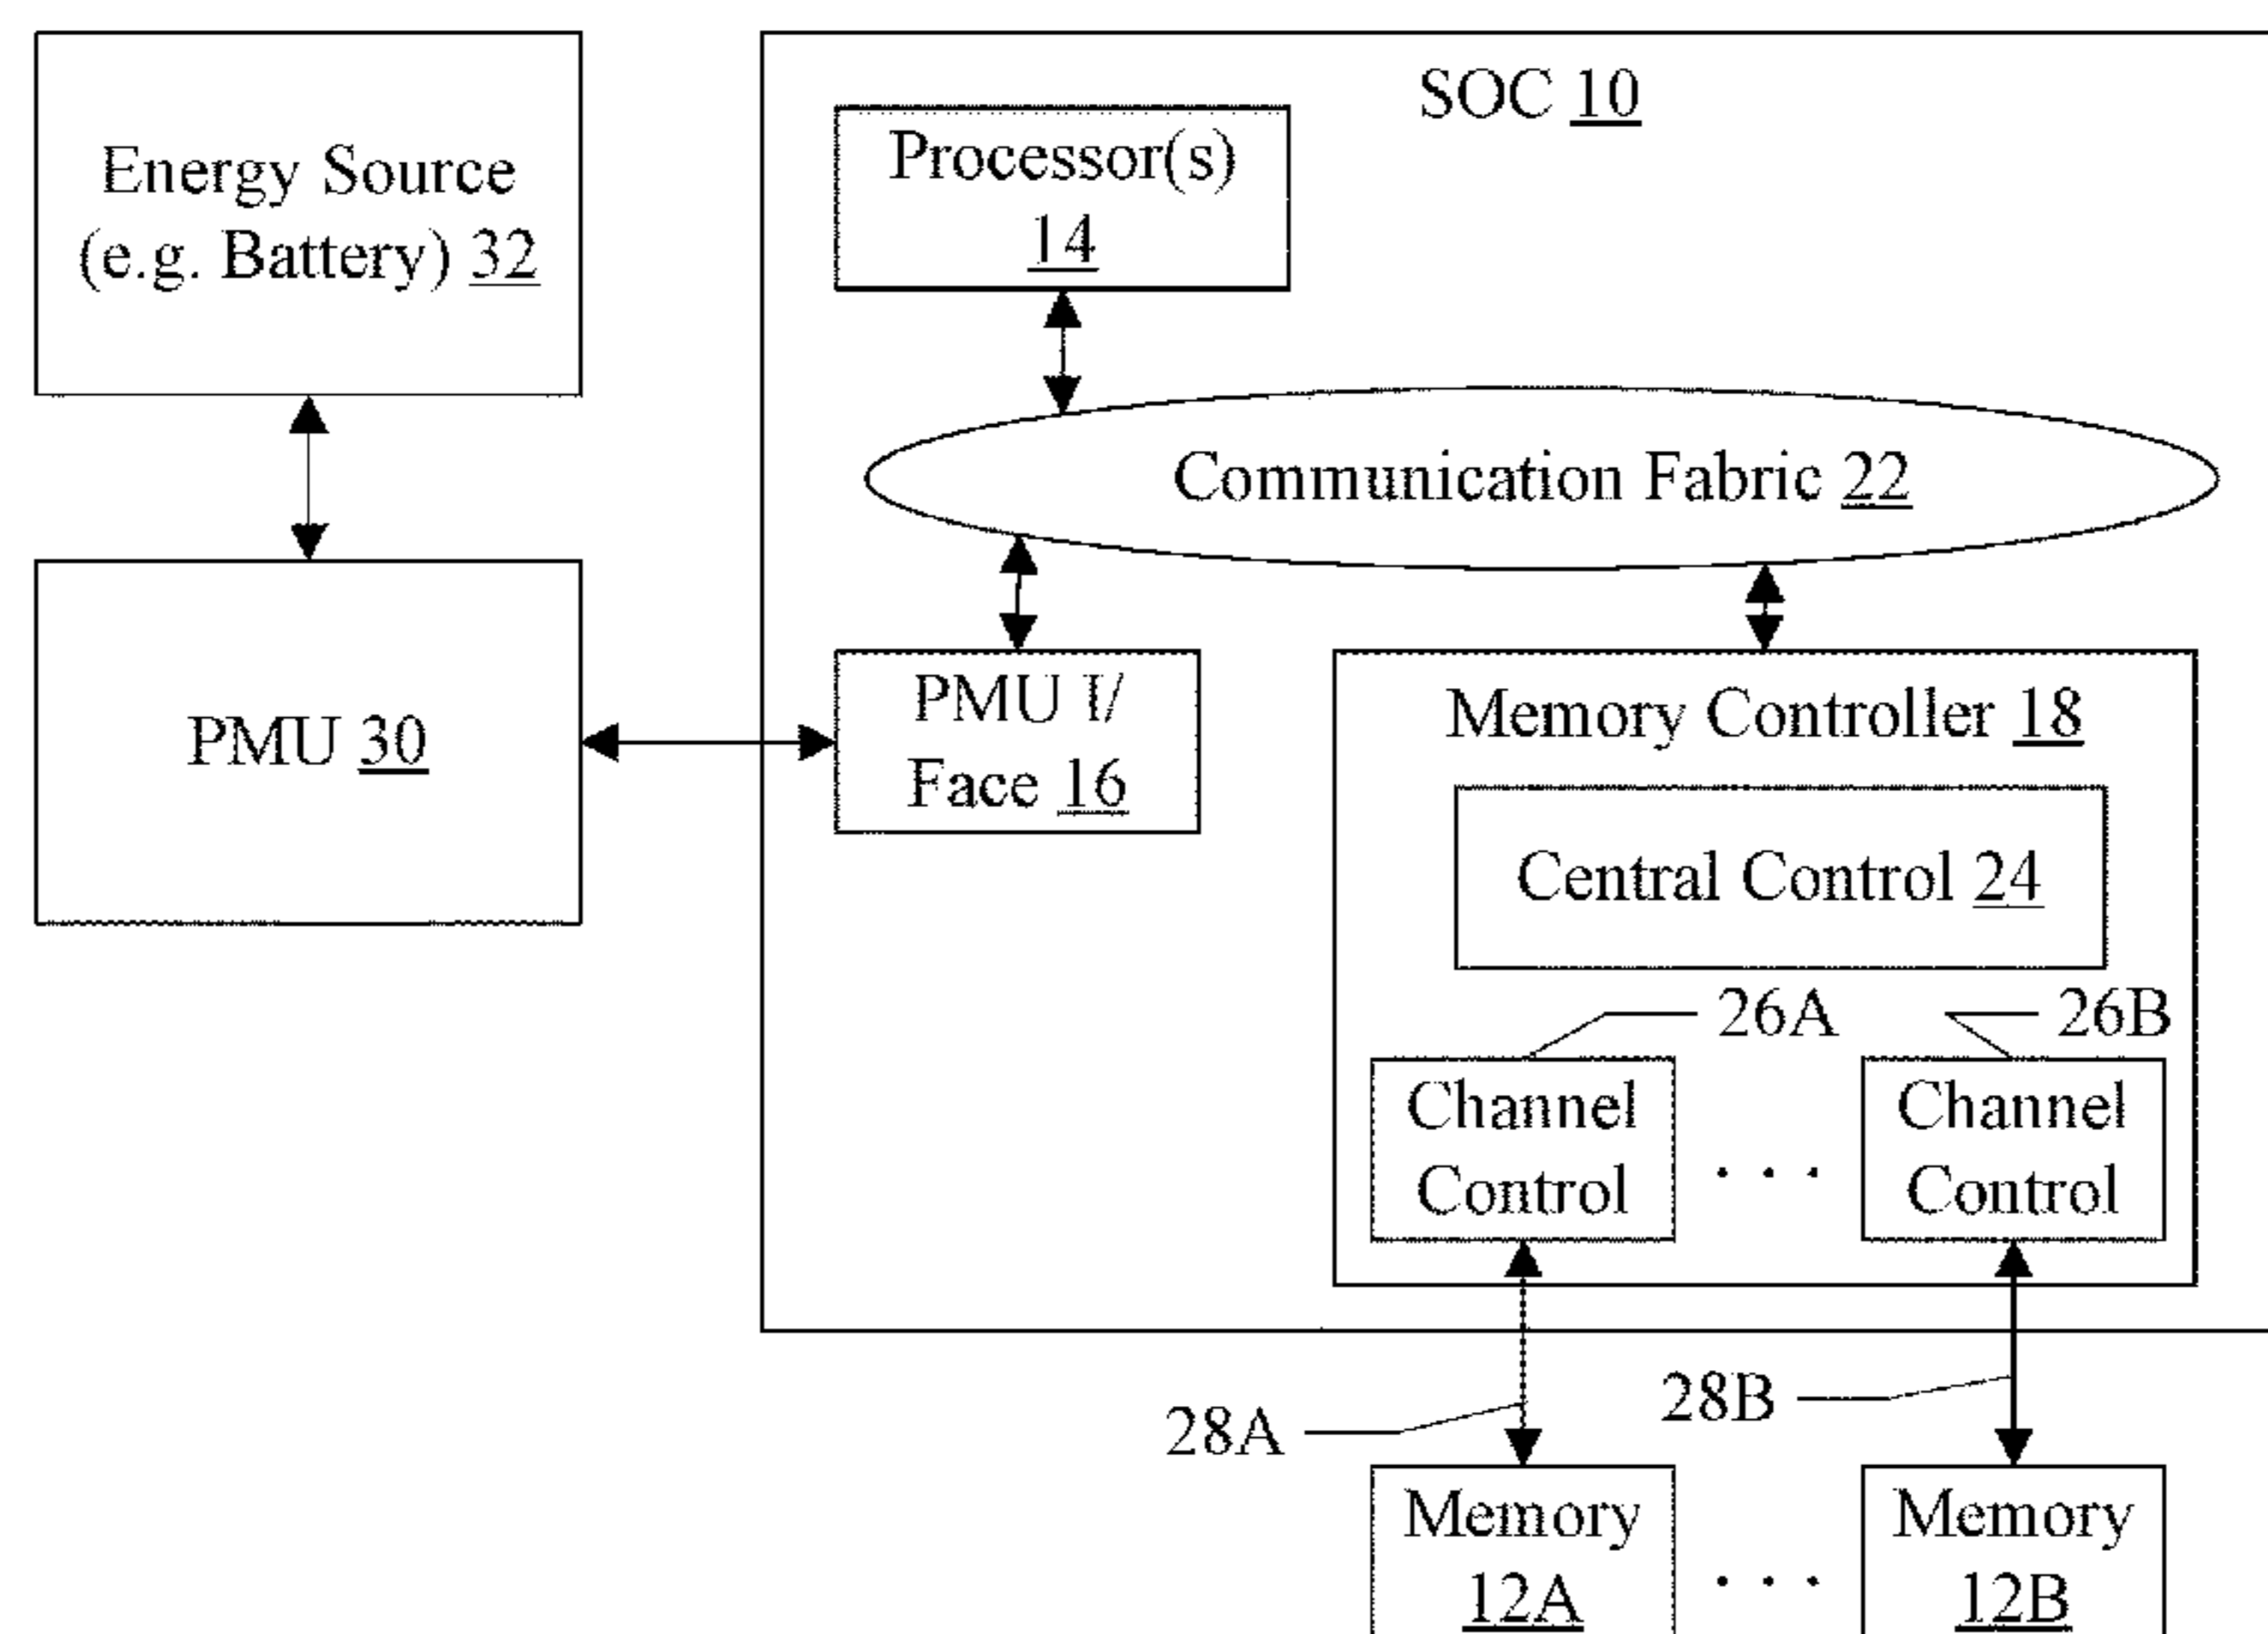 Energy Source
(e.g. Battery) 32
SOC 10
Processor(s)
14
Communication Fabric 22
PMU 30
PMU I/
Face 16
Memory Controller 18
Central Control 24
26A
26B
Channel
Control
. . .
Channel
Control
28A
28B
Memory
12A
. . .
Memory
12B